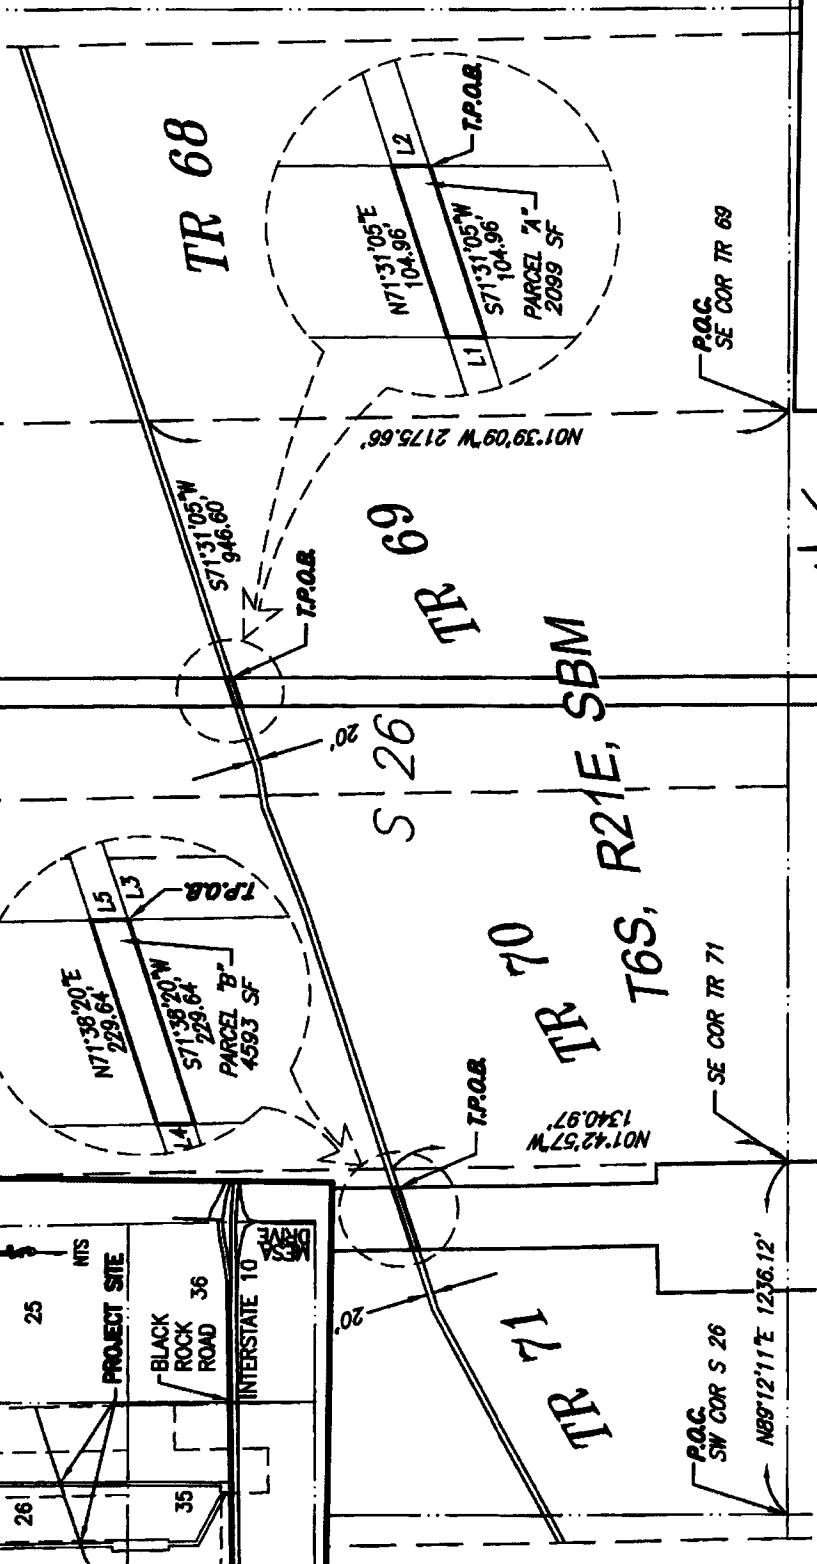 TR 68
N71°31'05"E
104.96'
L2
T.P.O.B.
S71°31'05"W
104.96'
PARCEL "A"
2099 SF
L1
P.O.C.
SE COR TR 69
N01°39'09"W 2175.66'
S71°31'05"W
946.60'
T.P.O.B.
TR 69
20'
S 26
T6S, R21E, SBM
L5
L3
T.P.O.B.
N71°38'20"E
229.64'
S71°38'20"W
229.64'
PARCEL "B"
4593 SF
L4
TR 70
T.P.O.B.
N01°42'57"W
1340.97'
SE COR TR 71
20'
TR 71
P.O.C.
SW COR S 26
N89°12'11"E 1236.12'
NTS
25
PROJECT SITE
BLACK
ROCK
ROAD
36
INTERSTATE 10
MESA
DRIVE
26
35